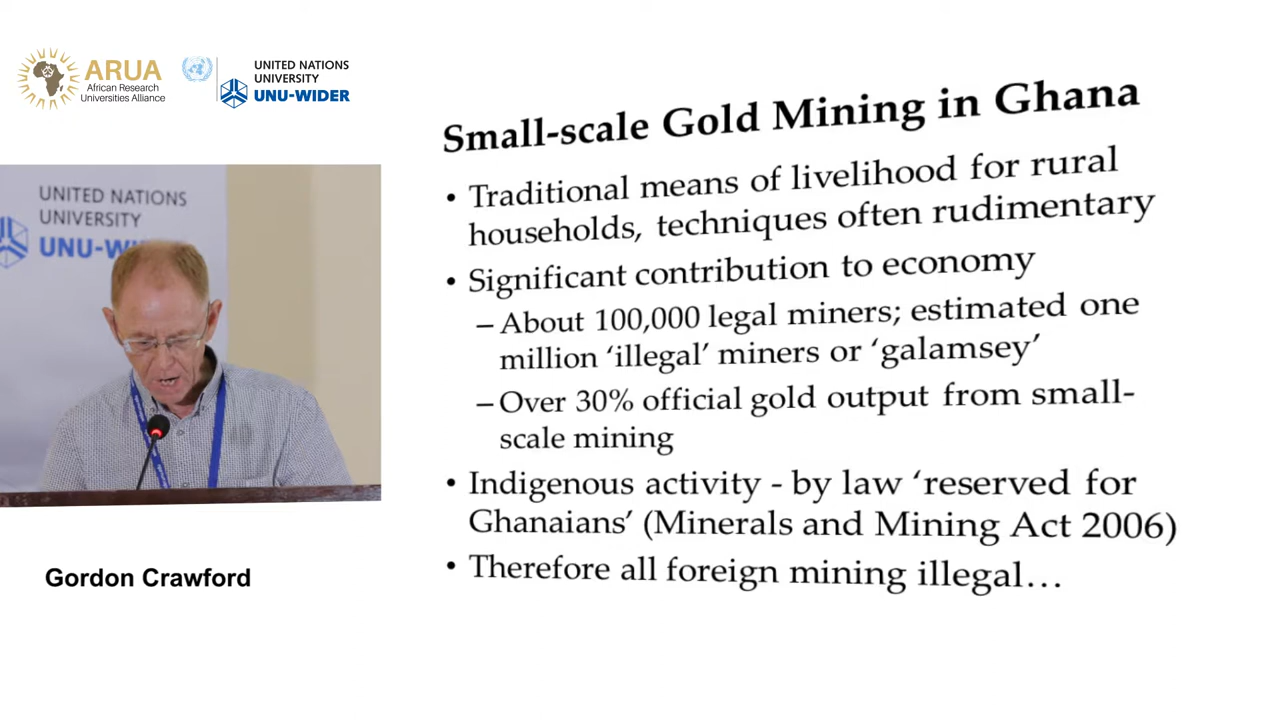 ARUA
African Research
Universities Alliance
UNITED NATIONS
UNIVERSITY
UNU-WIDER
Small-scale Gold Mining in Ghana
• Traditional means of livelihood for rural
households, techniques often rudimentary
• Significant contribution to economy
– About 100,000 legal miners; estimated one
million ‘illegal’ miners or ‘galamsey’
– Over 30% official gold output from small-
scale mining
• Indigenous activity - by law ‘reserved for
Ghanaians’ (Minerals and Mining Act 2006)
• Therefore all foreign mining illegal…
UNITED NATIONS
UNIVERSITY
UNU-W
Gordon Crawford